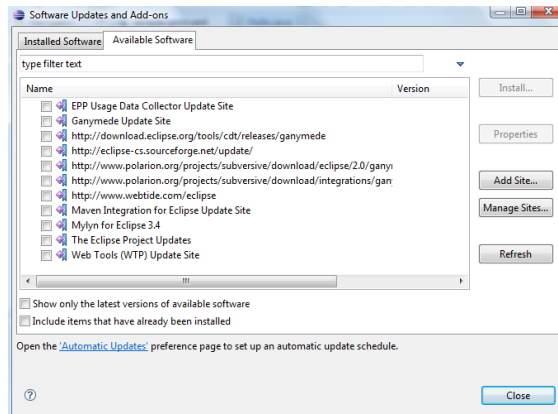 Software Updates and Add-ons
Installed Software Available Software
type filter text
Name Version
EPP Usage Data Collector Update Site
Ganymede Update Site
http://download.eclipse.org/tools/cdt/releases/ganymede
http://eclipse-cs.sourceforge.net/update/
http://www.polarion.org/projects/subversive/download/eclipse/2.0/gany
http://www.polarion.org/projects/subversive/download/integrations/gan
http://www.webtide.com/eclipse
Maven Integration for Eclipse Update Site
Mylyn for Eclipse 3.4
The Eclipse Project Updates
Web Tools (WTP) Update Site
Install...
Properties
Add Site...
Manage Sites...
Refresh
Show only the latest versions of available software
Include items that have already been installed
Open the 'Automatic Updates' preference page to set up an automatic update schedule.
Close